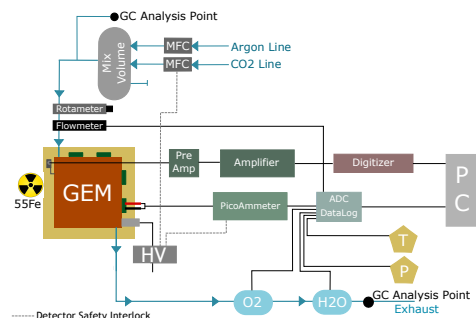 GC Analysis Point
Mix
Volume
MFC
Argon Line
MFC
CO2 Line
Rotameter
Flowmeter
Pre
Amp
Amplifier
Digitizer
P
C
GEM
55Fe
PicoAmmeter
ADC
DataLog
HV
T
P
O2
H2O
GC Analysis Point
Exhaust
Detector Safety Interlock